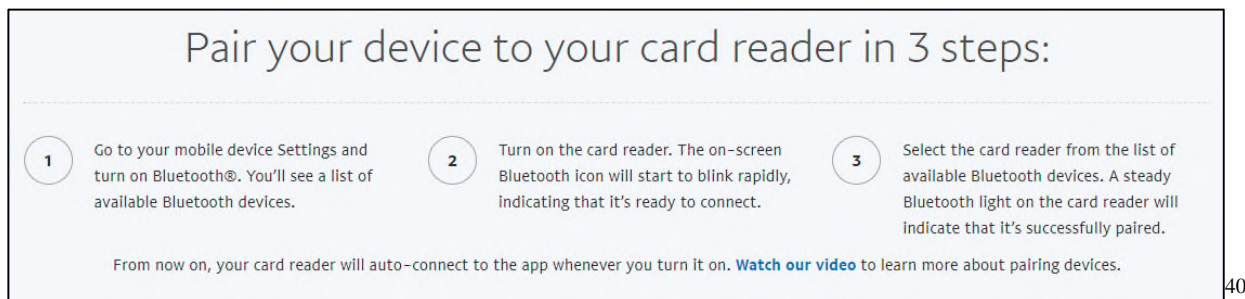 Pair your device to your card reader in 3 steps:
1
Go to your mobile device Settings and
turn on Bluetooth®. You'll see a list of
available Bluetooth devices.
2
Turn on the card reader. The on-screen
Bluetooth icon will start to blink rapidly,
indicating that it's ready to connect.
3
Select the card reader from the list of
available Bluetooth devices. A steady
Bluetooth light on the card reader will
indicate that it's successfully paired.
From now on, your card reader will auto-connect to the app whenever you turn it on. Watch our video to learn more about pairing devices.
40